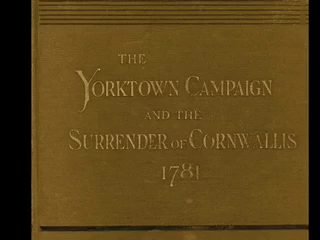 THE
YORKTOWN CAMPAIGN
AND THE
SURRENDER OF CORNWALLIS
1781